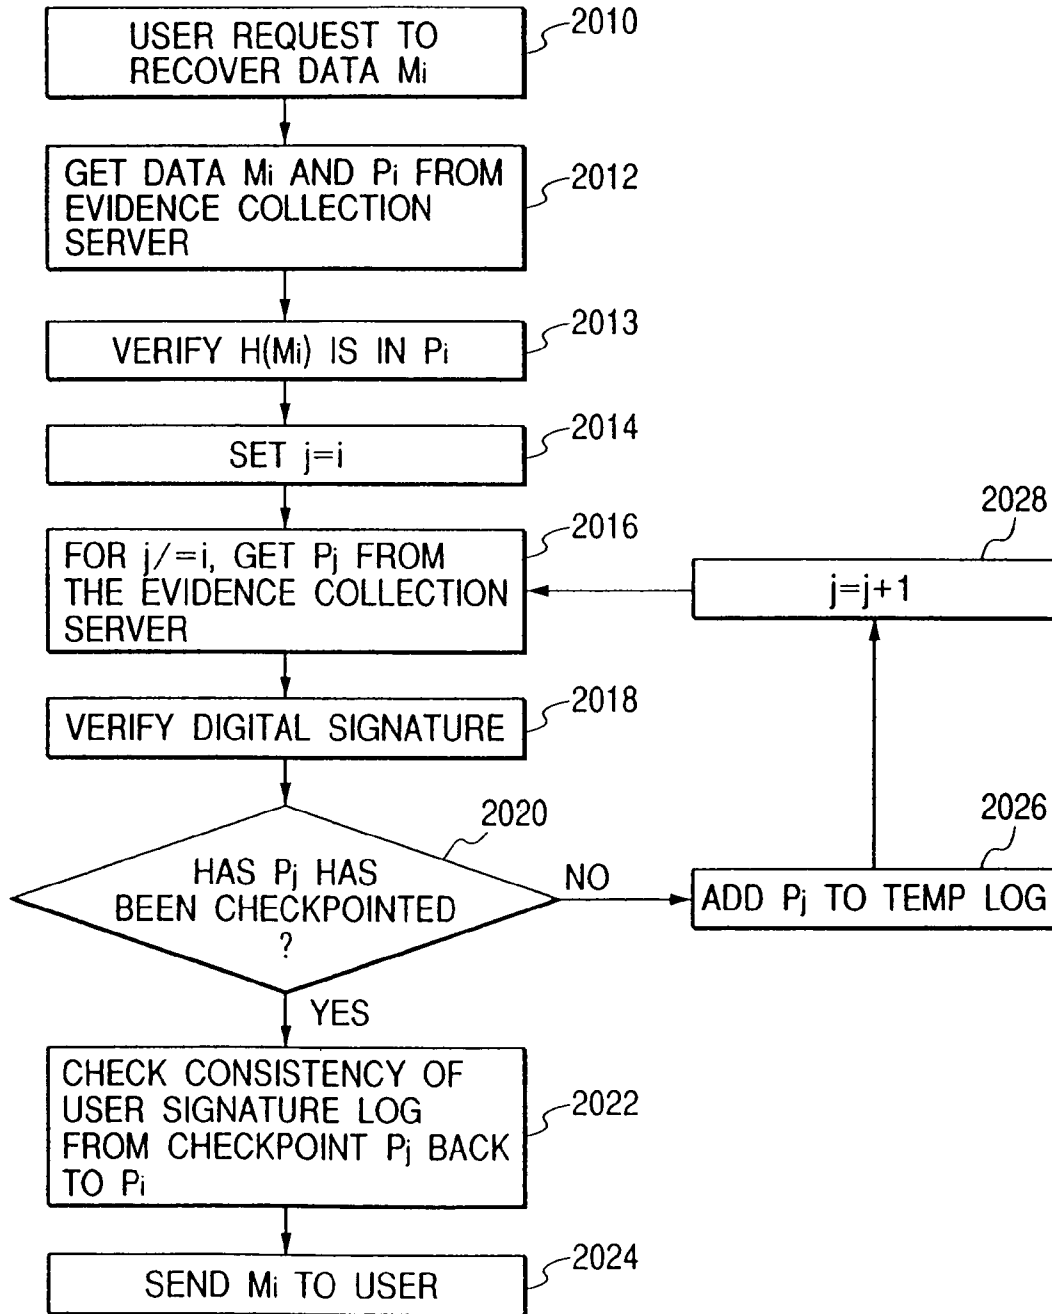 USER REQUEST TO
RECOVER DATA Mi
2010
GET DATA Mi AND Pi FROM
EVIDENCE COLLECTION
SERVER
2012
VERIFY H(Mi) IS IN Pi
2013
SET j=i
2014
FOR j/=i, GET Pj FROM
THE EVIDENCE COLLECTION
SERVER
2016
j=j+1
2028
VERIFY DIGITAL SIGNATURE
2018
HAS Pj HAS
BEEN CHECKPOINTED
?
2020
NO
ADD Pj TO TEMP LOG
2026
YES
CHECK CONSISTENCY OF
USER SIGNATURE LOG
FROM CHECKPOINT Pj BACK
TO Pi
2022
SEND Mi TO USER
2024